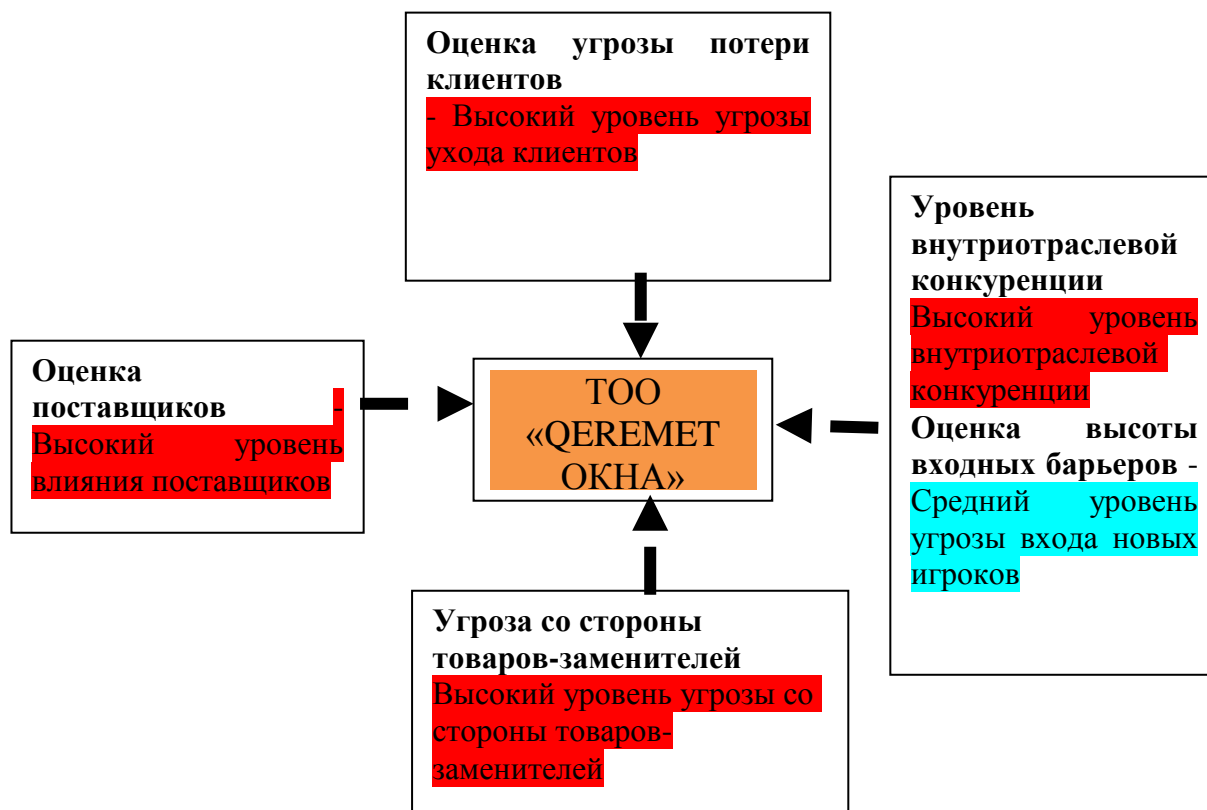 Оценка угрозы потери
клиентов
- Высокий уровень угрозы
ухода клиентов
Уровень
внутриотраслевой
конкуренции
Высокий уровень
внутриотраслевой
конкуренции
Оценка высоты
входных барьеров -
Средний уровень
угрозы входа новых
игроков
Оценка
поставщиков -
Высокий уровень
влияния поставщиков
ТОО
«QEREMET
ОКНА»
Угроза со стороны
товаров-заменителей
Высокий уровень угрозы со
стороны товаров-
заменителей